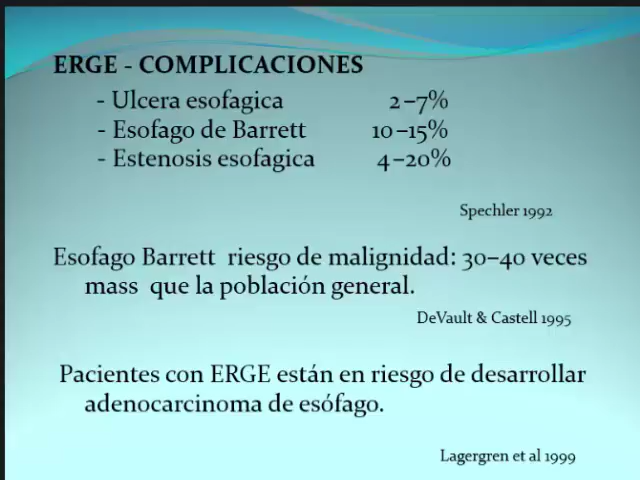 ERGE - COMPLICACIONES
- Ulcera esofagica 2–7%
- Esofago de Barrett 10–15%
- Estenosis esofagica 4–20%
Spechler 1992
Esofago Barrett riesgo de malignidad: 30–40 veces
mass que la población general.
DeVault & Castell 1995
Pacientes con ERGE están en riesgo de desarrollar
adenocarcinoma de esófago.
Lagergren et al 1999